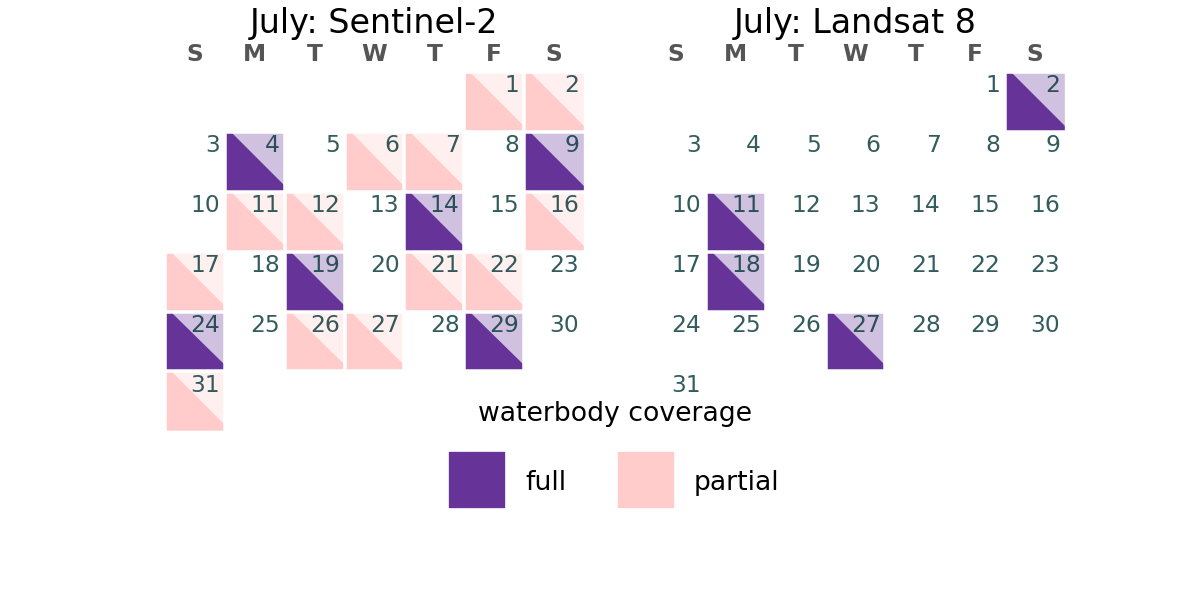 July: Sentinel-2
S M T W T F S
1 2
3 4 5 6 7 8 9
10 11 12 13 14 15 16
17 18 19 20 21 22 23
24 25 26 27 28 29 30
31
July: Landsat 8
S M T W T F S
1 2
3 4 5 6 7 8 9
10 11 12 13 14 15 16
17 18 19 20 21 22 23
24 25 26 27 28 29 30
31
waterbody coverage
full partial